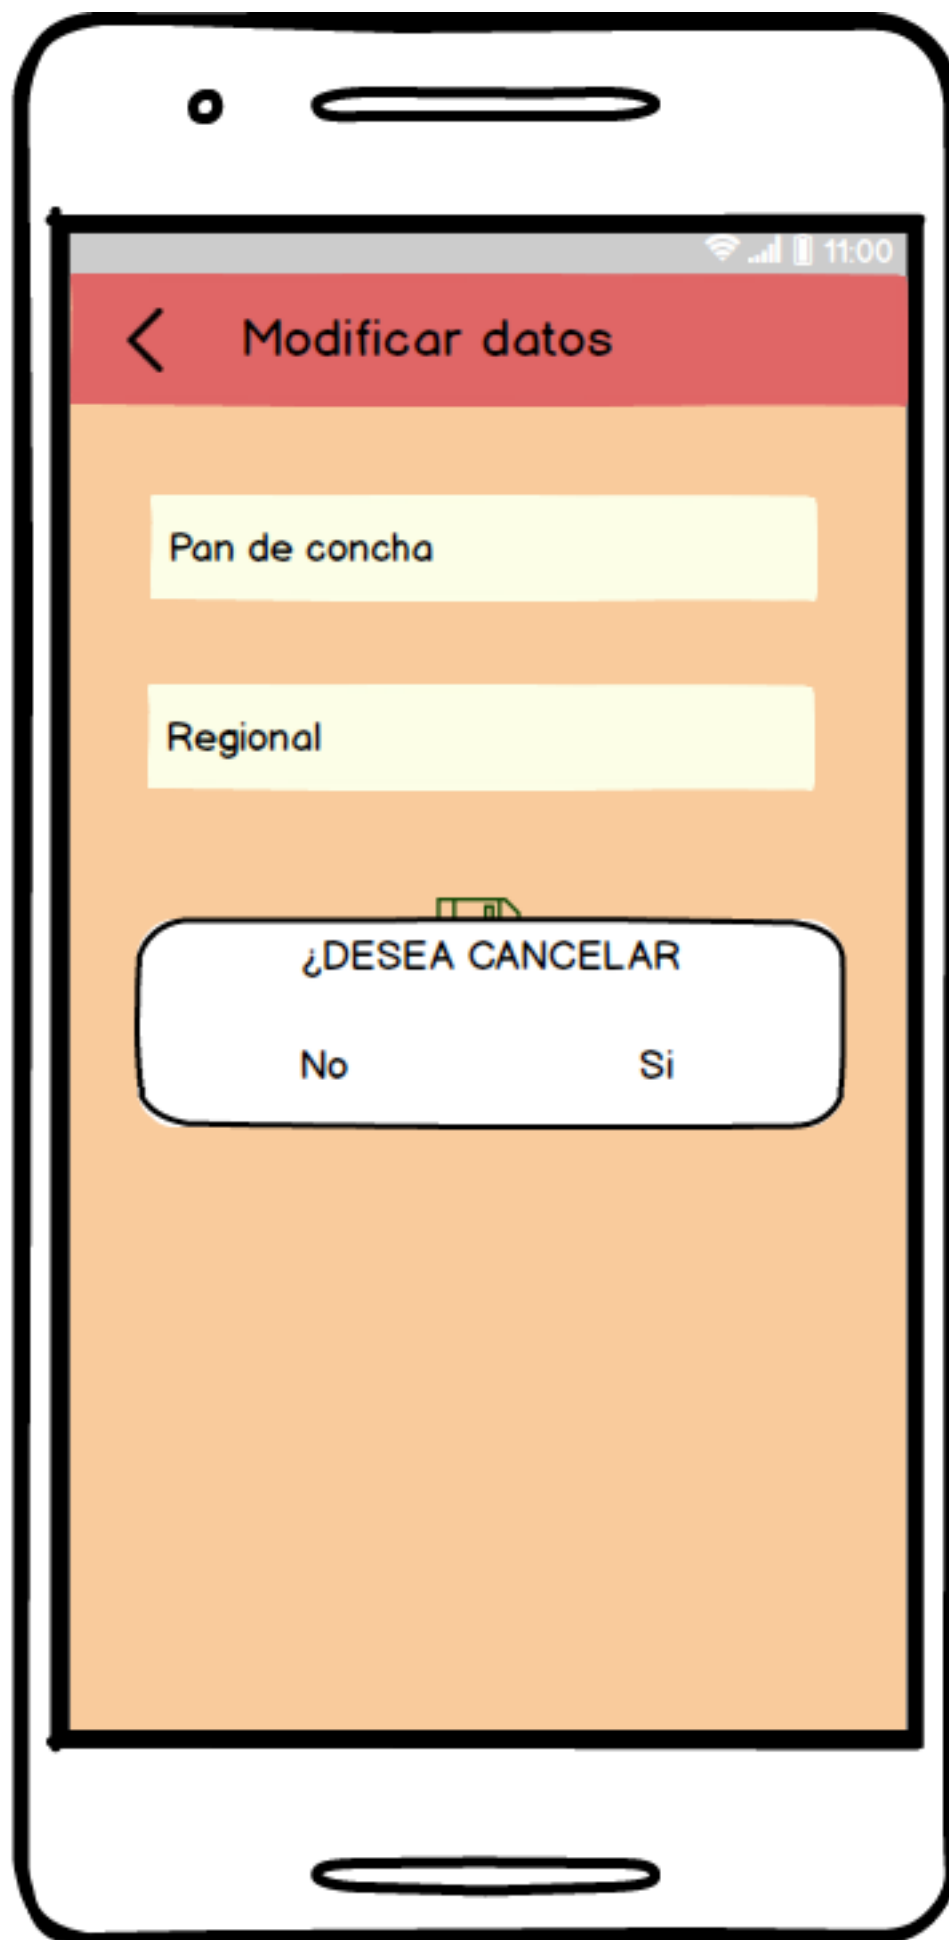 11:00
Modificar datos
Pan de concha
Regional
¿DESEA CANCELAR
No Si